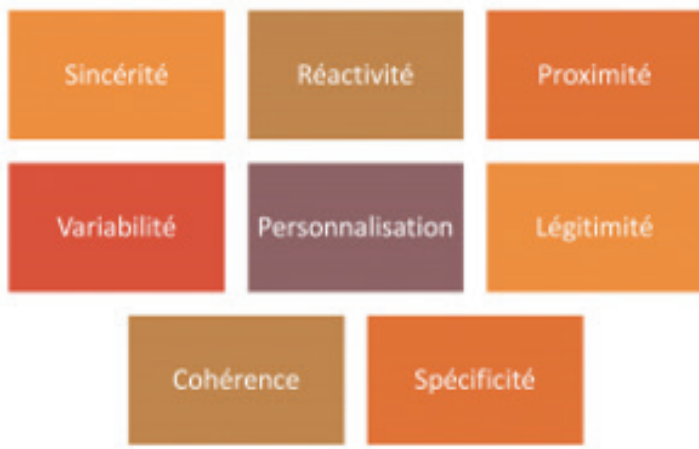 Sincérité
Réactivité
Proximité
Variabilité
Personnalisation
Légitimité
Cohérence
Spécificité